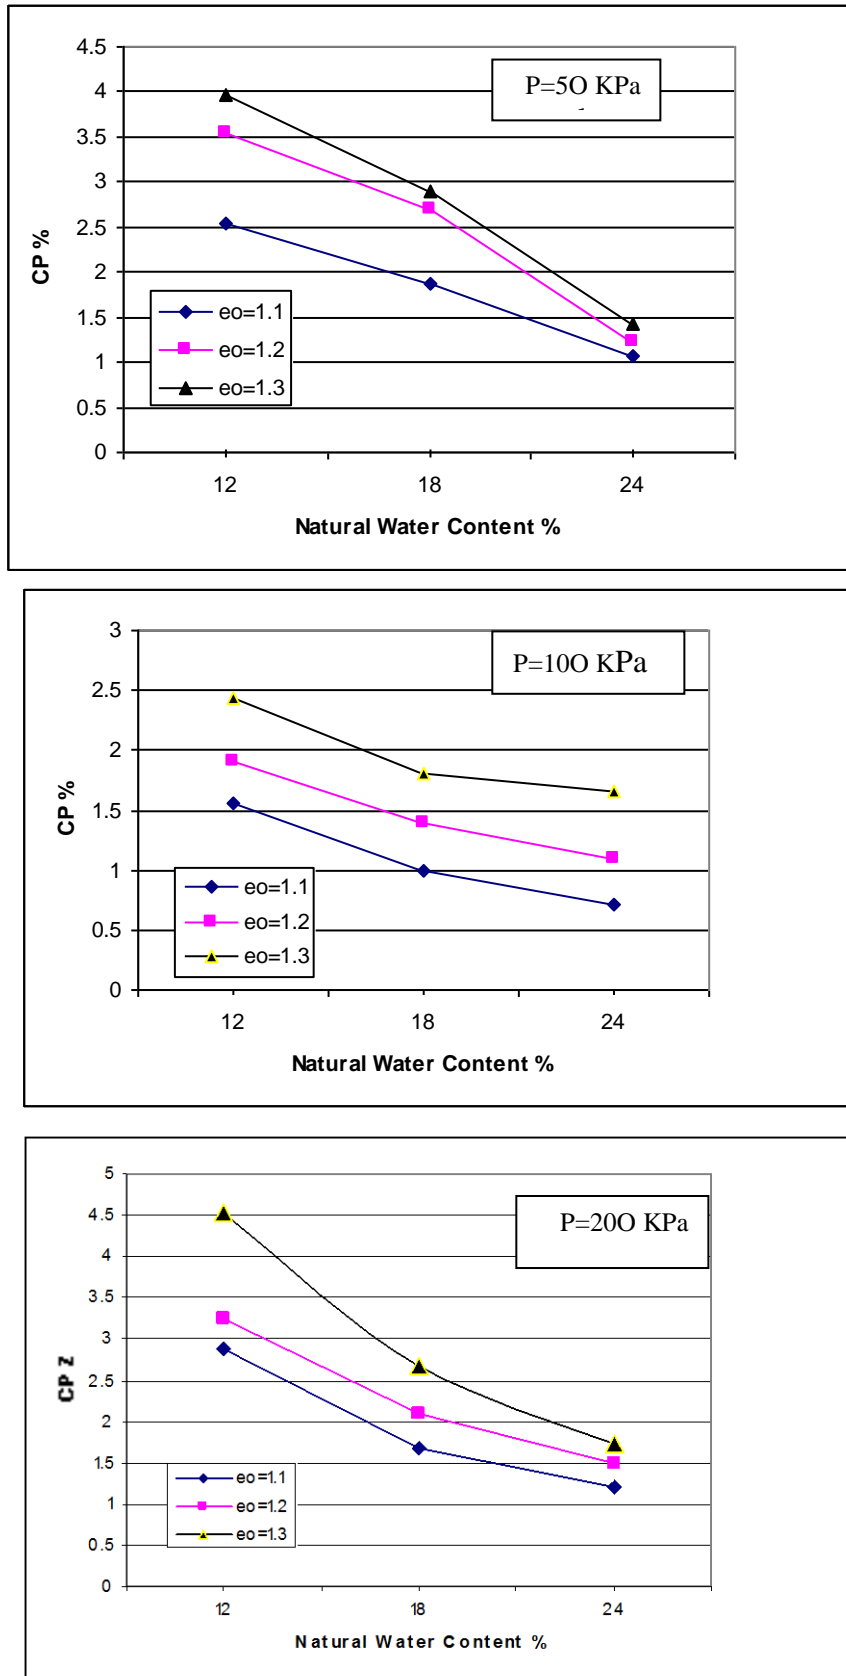 4.5
P=5O KPa
4
3.5
3
2.5
CP %
2
1.5
eo=1.1
eo=1.2
1
eo=1.3
0.5
0
12 18 24
Natural Water Content %
3
P=10O KPa
2.5
2
CP %
1.5
1
eo=1.1
eo=1.2
0.5
eo=1.3
0
12 18 24
Natural Water Content %
5
4.5
P=20O KPa
4
3.5
3
CP %
2.5
2
1.5
eo=1.1
1
eo=1.2
eo=1.3
0.5
0
12 18 24
Natural Water Content %